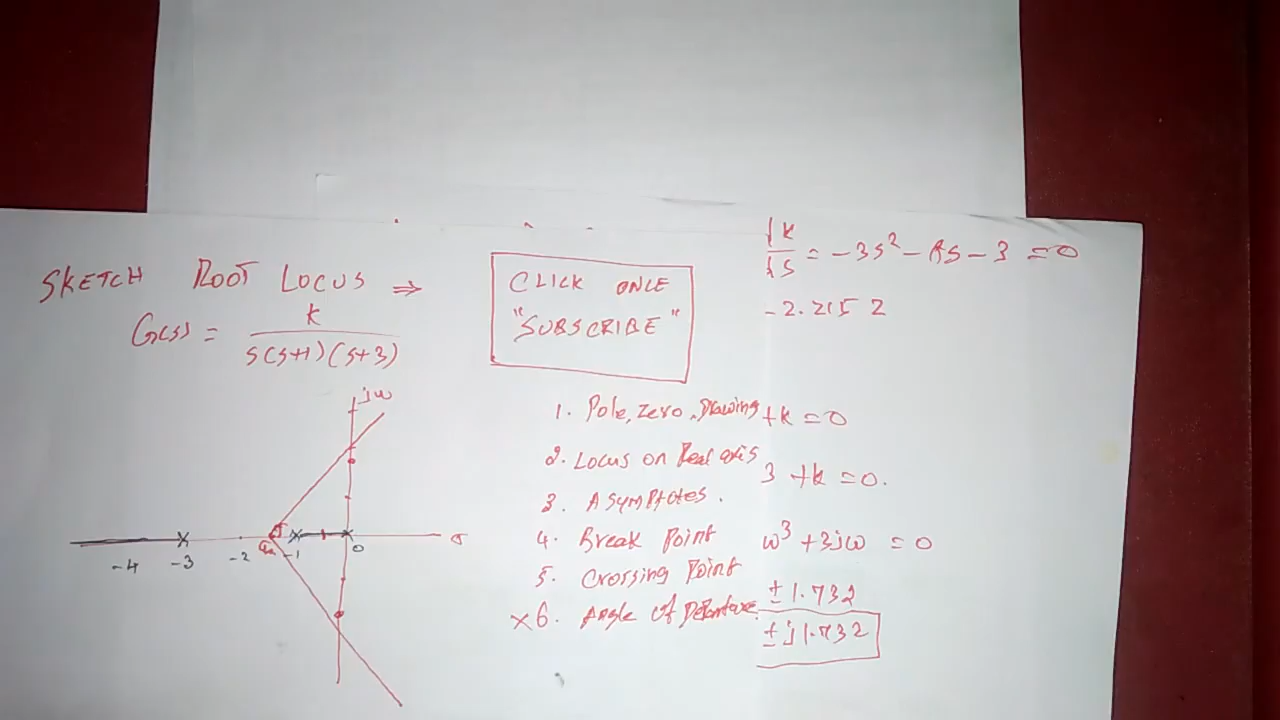 SKETCH ROOT LOCUS ⇒
G(s) = k / s(s+1)(s+3)
CLICK ONCE
"SUBSCRIBE"
dk/ds = -3s² - 8s - 3 = 0
-2.215 2
1. Pole, Zero, Drawing
2. Locus on Real axis
3. Asymptotes.
4. Break Point
5. Crossing Point
×6. Angle of
+k = 0
3 + k = 0.
ω³ + 3jω = 0
± 1.732
± j1.732
jω
σ
-4 -3 -2 -1 0